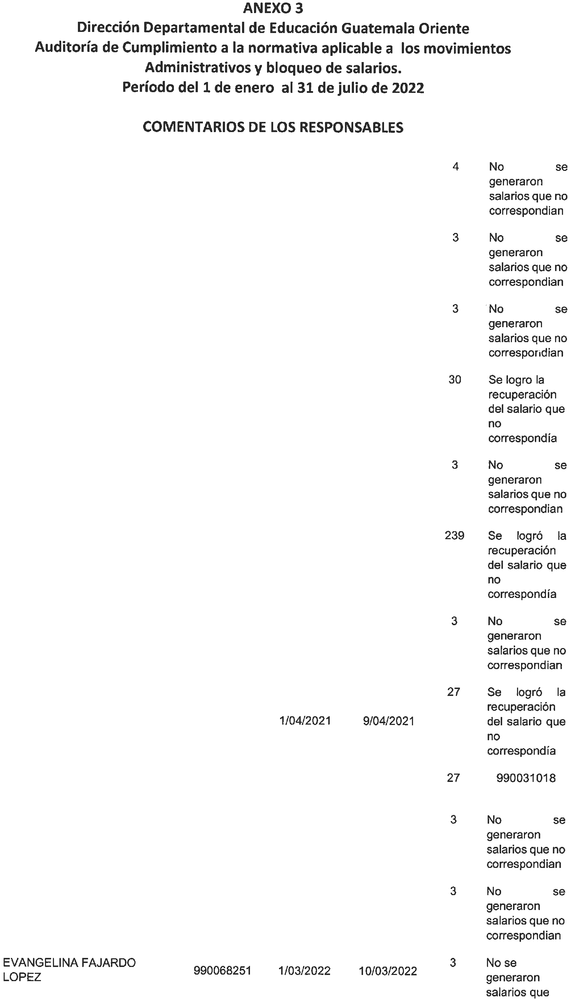 ANEXO 3
Dirección Departamental de Educación Guatemala Oriente
Auditoría de Cumplimiento a la normativa aplicable a los movimientos
Administrativos y bloqueo de salarios.
Período del 1 de enero al 31 de julio de 2022
COMENTARIOS DE LOS RESPONSABLES
4 No se
generaron
salarios que no
correspondian
3 No se
generaron
salarios que no
correspondian
3 No se
generaron
salarios que no
correspondian
30 Se logro la
recuperación
del salario que
no
correspondía
3 No se
generaron
salarios que no
correspondian
239 Se logró la
recuperación
del salario que
no
correspondía
3 No se
generaron
salarios que no
correspondian
27 Se logró la
recuperación
1/04/2021 9/04/2021 del salario que
no
correspondía
27 990031018
3 No se
generaron
salarios que no
correspondian
3 No se
generaron
salarios que no
correspondian
EVANGELINA FAJARDO 3 No se
LOPEZ 990068251 1/03/2022 10/03/2022 generaron
salarios que